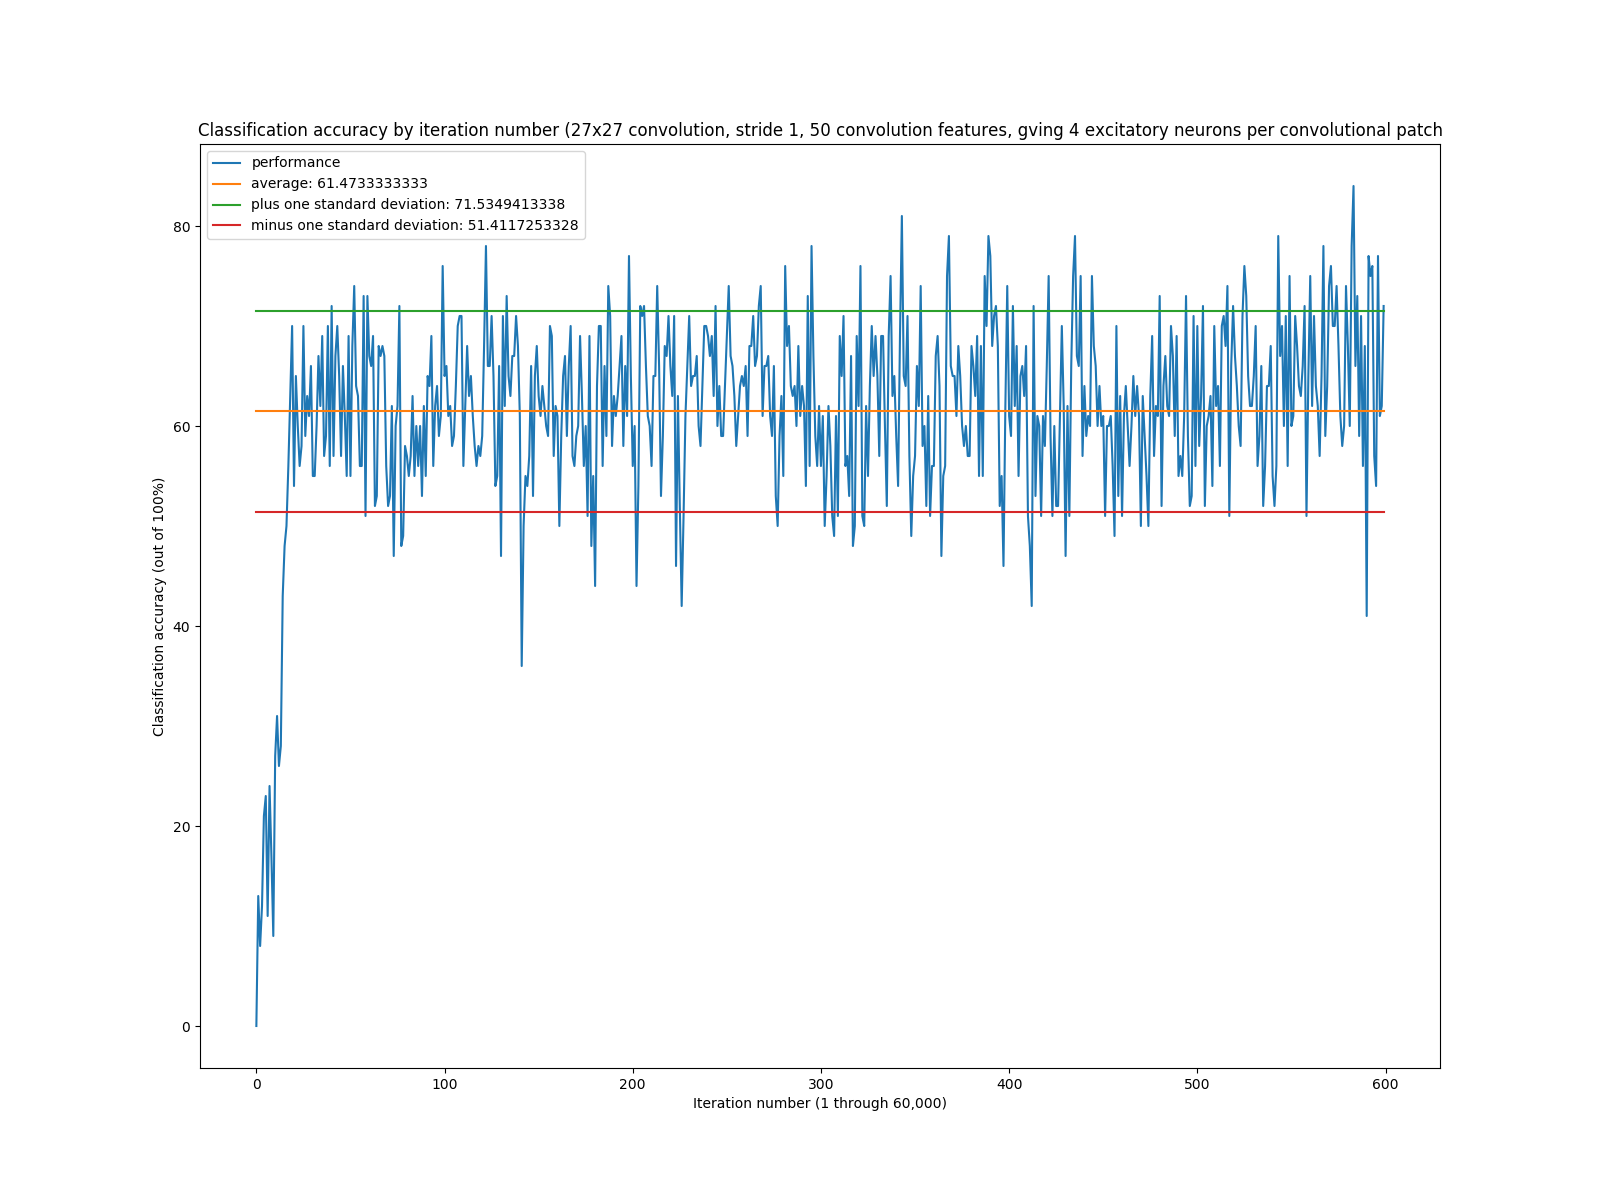 Classification accuracy by iteration number (27x27 convolution, stride 1, 50 convolution features, gving 4 excitatory neurons per convolutional patch
performance
average: 61.4733333333
plus one standard deviation: 71.5349413338
minus one standard deviation: 51.4117253328
80
60
40
20
0
Classification accuracy (out of 100%)
0 100 200 300 400 500 600
Iteration number (1 through 60,000)